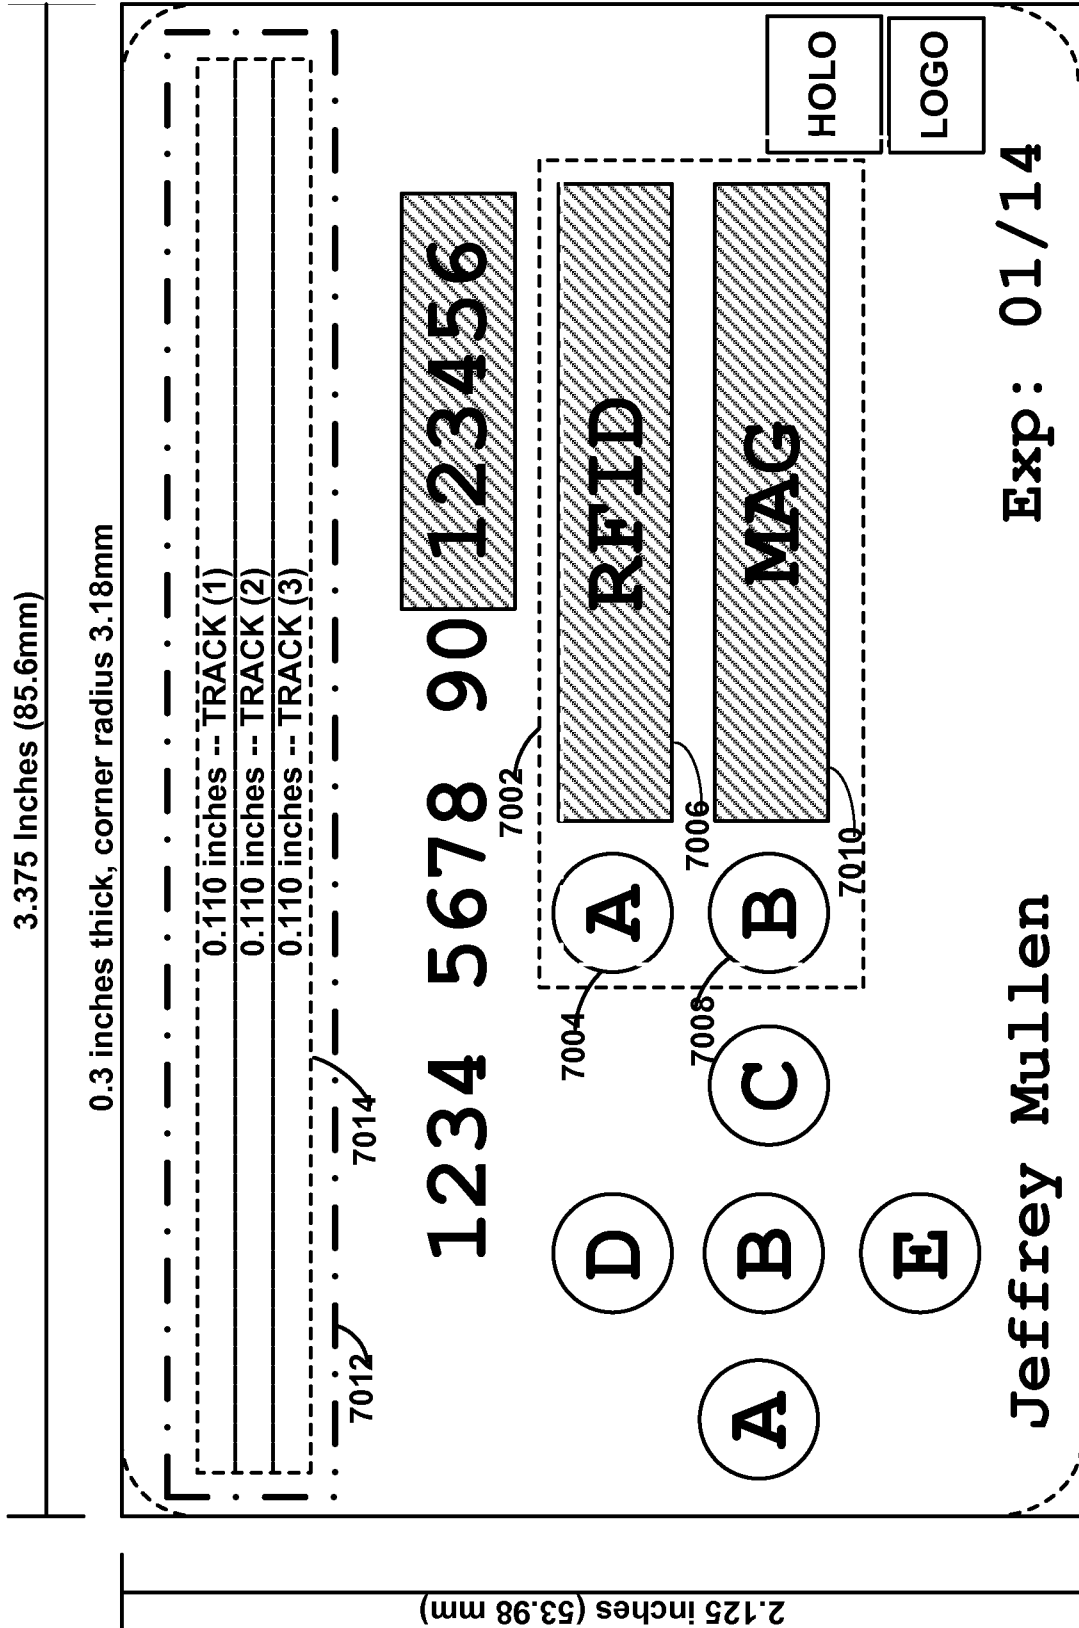 3.375 Inches (85.6mm)
0.3 inches thick, corner radius 3.18mm
2.125 inches (53.98 mm)
0.110 inches -- TRACK (1)
0.110 inches -- TRACK (2)
0.110 inches -- TRACK (3)
7012
7014
1234 5678 90 123456
7002
7004
A
RFID
7006
7008
B
MAG
7010
D
A
B
C
E
HOLO
LOGO
Jeffrey Mullen
Exp: 01/14